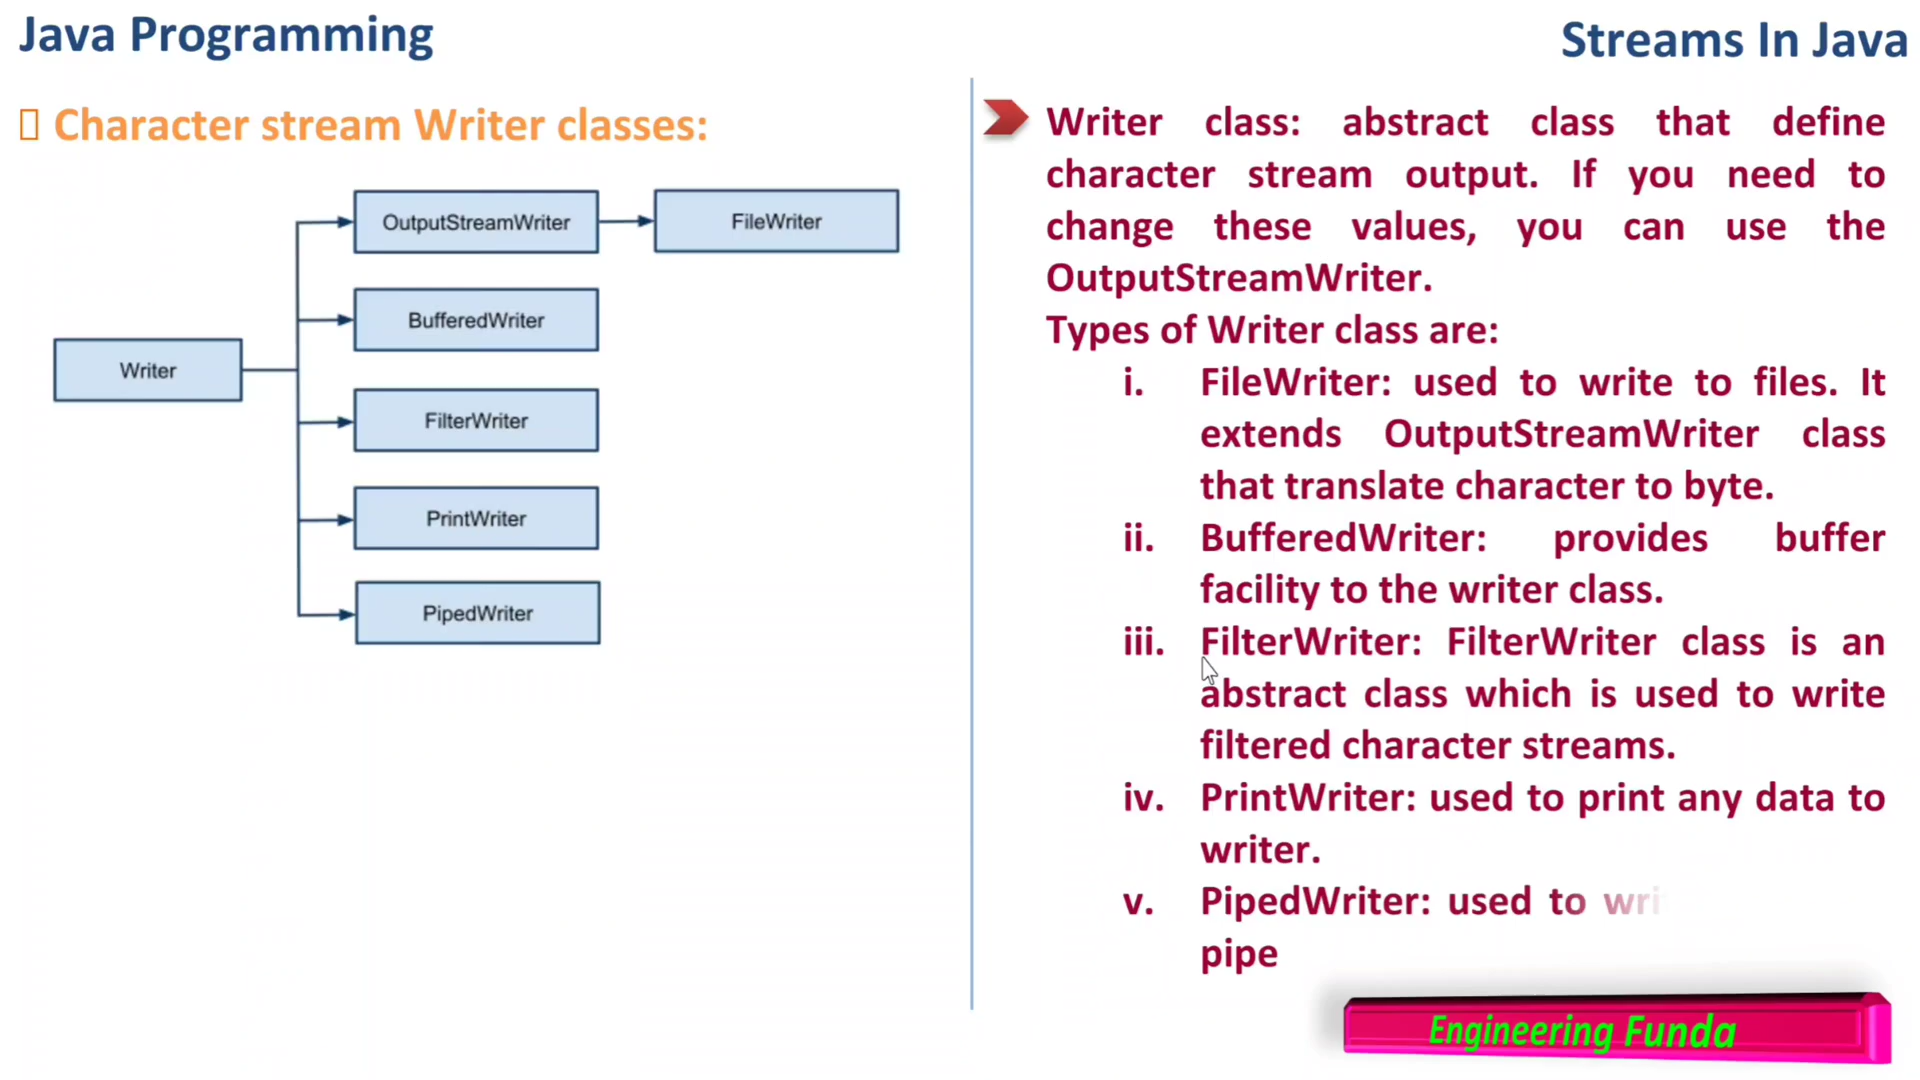 Java Programming
Streams In Java
Character stream Writer classes:
OutputStreamWriter
FileWriter
BufferedWriter
Writer
FilterWriter
PrintWriter
PipedWriter
Writer class: abstract class that define
character stream output. If you need to
change these values, you can use the
OutputStreamWriter.
Types of Writer class are:
i. FileWriter: used to write to files. It
extends OutputStreamWriter class
that translate character to byte.
ii. BufferedWriter: provides buffer
facility to the writer class.
iii. FilterWriter: FilterWriter class is an
abstract class which is used to write
filtered character streams.
iv. PrintWriter: used to print any data to
writer.
v. PipedWriter: used to
pipe
Engineering Funda